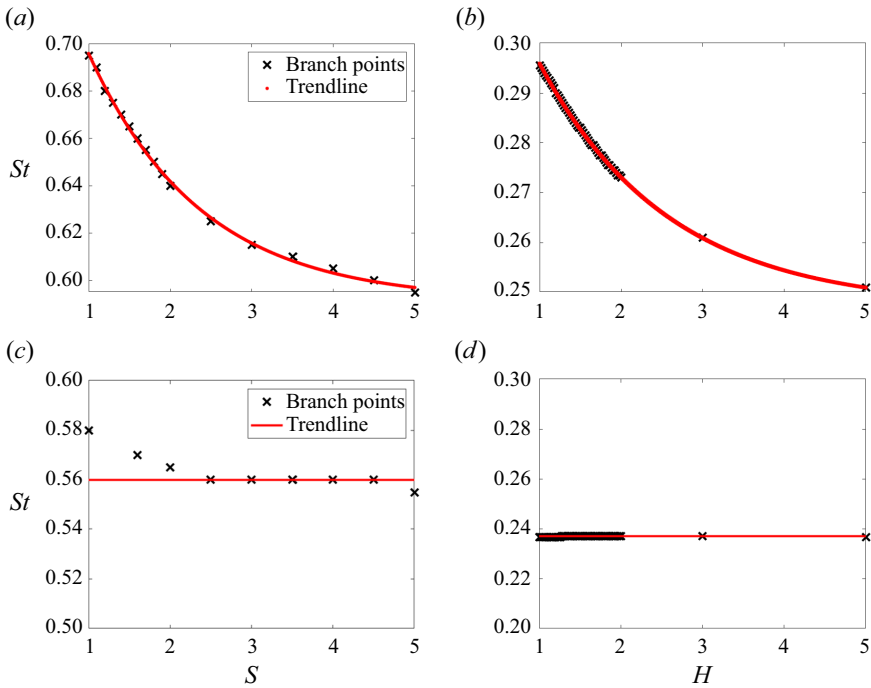 (a)
0.70
0.68
0.66
0.64
0.62
0.60
St
1 2 3 4 5
Branch points
Trendline
(b)
0.30
0.29
0.28
0.27
0.26
0.25
1 2 3 4 5
(c)
0.60
0.58
0.56
0.54
0.52
0.50
St
1 2 3 4 5
S
Branch points
Trendline
(d)
0.30
0.28
0.26
0.24
0.22
0.20
1 2 3 4 5
H